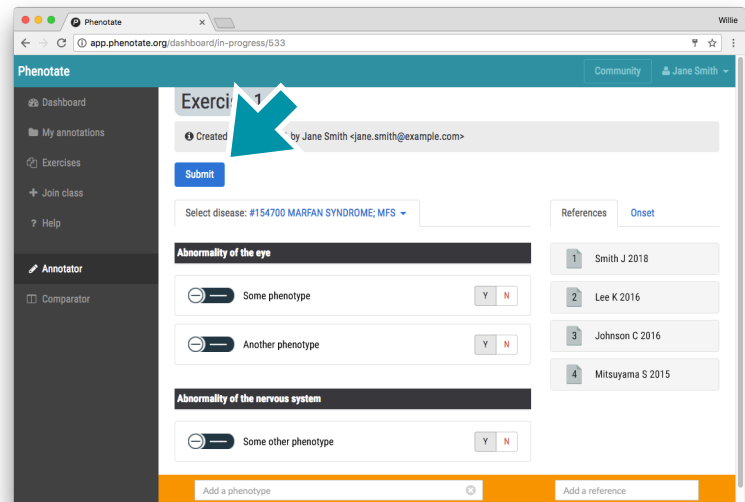 Phenotate
Willie
app.phenotate.org/dashboard/in-progress/533
Phenotate
Community
Jane Smith
Dashboard
My annotations
Exercises
Join class
? Help
Annotator
Comparator
Exerci 1
Created by Jane Smith <jane.smith@example.com>
Submit
Select disease: #154700 MARFAN SYNDROME; MFS
References Onset
Abnormality of the eye
Some phenotype Y N
Another phenotype Y N
Abnormality of the nervous system
Some other phenotype Y N
1 Smith J 2018
2 Lee K 2016
3 Johnson C 2016
4 Mitsuyama S 2015
Add a phenotype
Add a reference